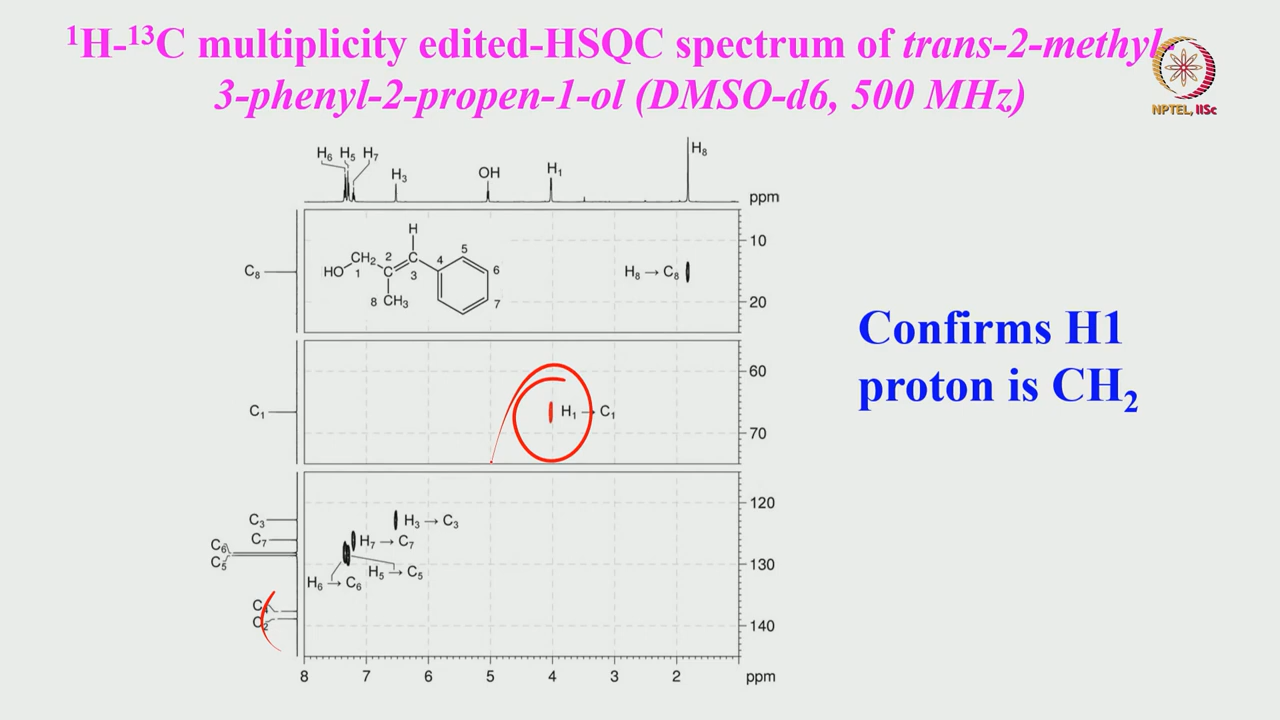 ¹H-¹³C multiplicity edited-HSQC spectrum of trans-2-methyl-
3-phenyl-2-propen-1-ol (DMSO-d6, 500 MHz)
NPTEL, IISc
H₆ H₅ H₇
H₃
OH
H₁
H₈
ppm
10
20
C₈
H
HO
CH₂
1
2
3
4
5
6
7
8 CH₃
H₈ → C₈
Confirms H1
proton is CH₂
60
70
C₁
H₁ → C₁
120
130
140
C₃
C₇
C₆
C₅
C₄
C₂
H₃ → C₃
H₇ → C₇
H₅ → C₅
H₆ → C₆
8 7 6 5 4 3 2 ppm